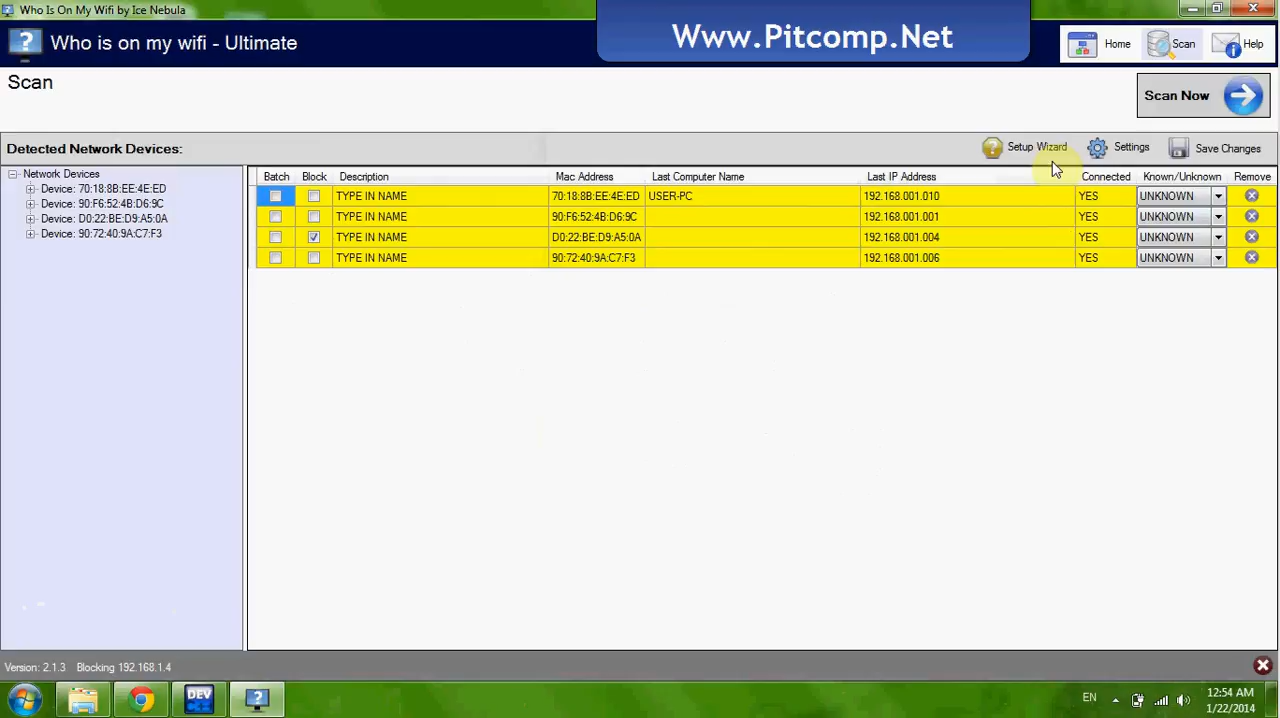 Who Is On My Wifi by Ice Nebula
Who is on my wifi - Ultimate
Www.Pitcomp.Net
Home
Scan
Help
Scan
Scan Now
Detected Network Devices:
Setup Wizard
Settings
Save Changes
Network Devices
Device: 70:18:8B:EE:4E:ED
Device: 90:F6:52:4B:D6:9C
Device: D0:22:BE:D9:A5:0A
Device: 90:72:40:9A:C7:F3
Batch Block Description Mac Address Last Computer Name Last IP Address Connected Known/Unknown Remove
TYPE IN NAME 70:18:8B:EE:4E:ED USER-PC 192.168.001.010 YES UNKNOWN
TYPE IN NAME 90:F6:52:4B:D6:9C 192.168.001.001 YES UNKNOWN
TYPE IN NAME D0:22:BE:D9:A5:0A 192.168.001.004 YES UNKNOWN
TYPE IN NAME 90:72:40:9A:C7:F3 192.168.001.006 YES UNKNOWN
Version: 2.1.3 Blocking 192.168.1.4
DEV
EN
12:54 AM
1/22/2014